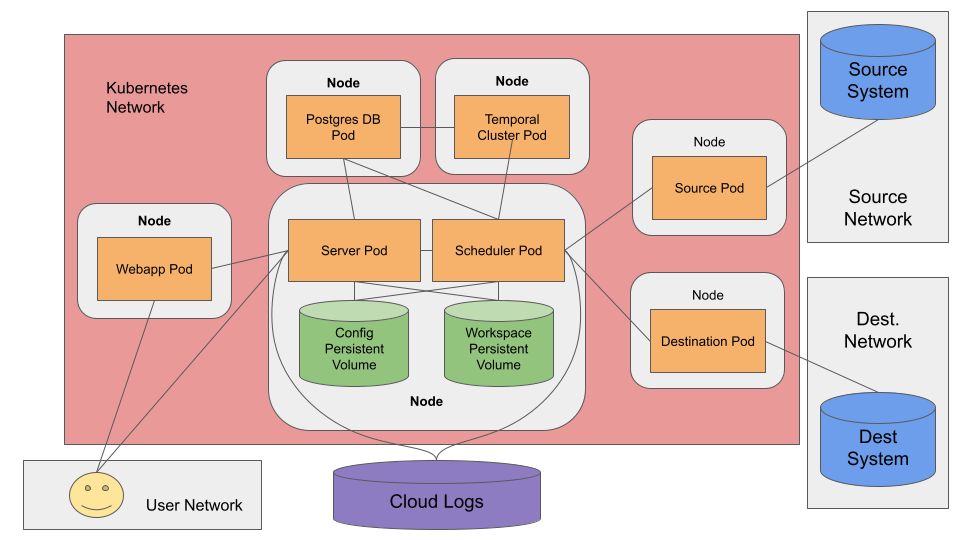 Kubernetes
Network
Node
Postgres DB
Pod
Node
Temporal
Cluster Pod
Source
System
Source
Network
Node
Source Pod
Node
Webapp Pod
Server Pod
Scheduler Pod
Config
Persistent
Volume
Workspace
Persistent
Volume
Node
Node
Destination Pod
Dest.
Network
Dest
System
User Network
Cloud Logs